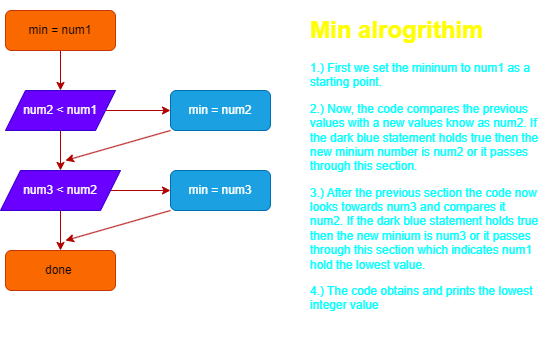 min = num1
num2 < num1
min = num2
num3 < num2
min = num3
done
Min alrogrithim
1.) First we set the mininum to num1 as a
starting point.
2.) Now, the code compares the previous
values with a new values know as num2. If
the dark blue statement holds true then the
new minium number is num2 or it passes
through this section.
3.) After the previous section the code now
looks towards num3 and compares it
num2. If the dark blue statement holds true
then the new minium is num3 or it passes
through this section which indicates num1
hold the lowest value.
4.) The code obtains and prints the lowest
integer value